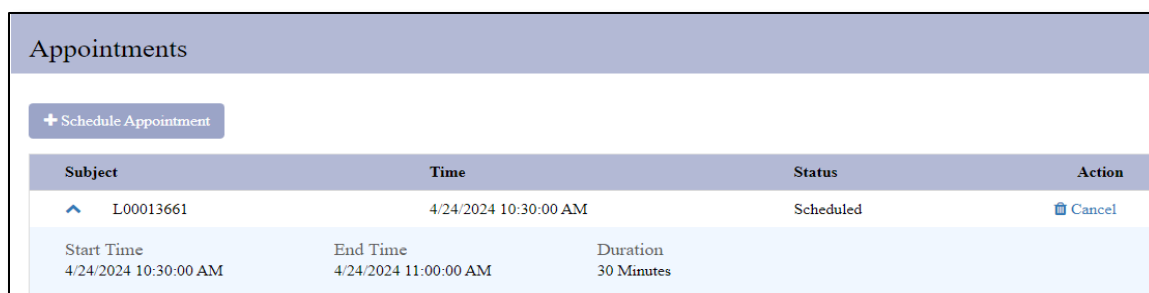 Appointments
+ Schedule Appointment
Subject Time Status Action
L00013661 4/24/2024 10:30:00 AM Scheduled Cancel
Start Time End Time Duration
4/24/2024 10:30:00 AM 4/24/2024 11:00:00 AM 30 Minutes